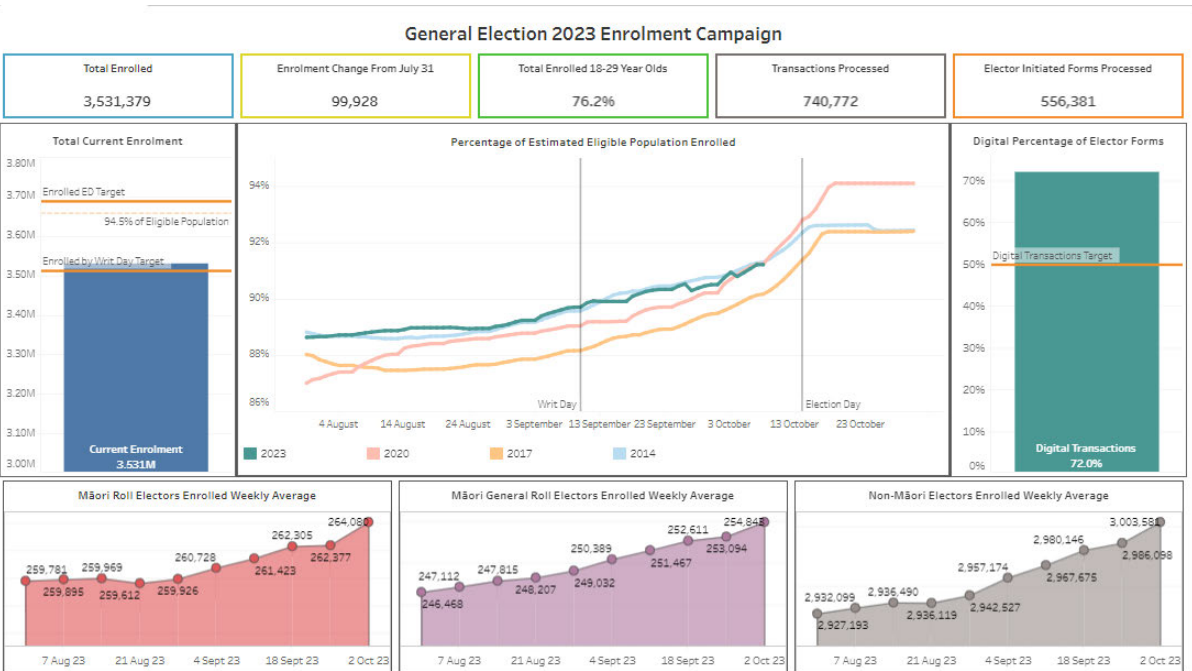 General Election 2023 Enrolment Campaign
Total Enrolled
3,531,379
Enrolment Change From July 31
99,928
Total Enrolled 18-29 Year Olds
76.2%
Transactions Processed
740,772
Elector Initiated Forms Processed
556,381
Total Current Enrolment
3.80M
3.70M
3.60M
3.50M
3.40M
3.30M
3.20M
3.10M
3.00M
Enrolled ED Target
94.5% of Eligible Population
Enrolled by Writ Day Target
Current Enrolment
3.531M
Percentage of Estimated Eligible Population Enrolled
94%
92%
90%
88%
86%
Writ Day
Election Day
4 August 14 August 24 August 3 September 13 September 23 September 3 October 13 October 23 October
2023 2020 2017 2014
Digital Percentage of Elector Forms
70%
60%
50%
40%
30%
20%
10%
0%
Digital Transactions Target
Digital Transactions
72.0%
Māori Roll Electors Enrolled Weekly Average
259,781
259,895
259,969
259,612
259,926
260,728
261,423
262,305
262,377
264,080
7 Aug 23 21 Aug 23 4 Sept 23 18 Sept 23 2 Oct 23
Māori General Roll Electors Enrolled Weekly Average
246,468
247,112
247,815
248,207
249,032
250,389
251,467
252,611
253,094
254,843
7 Aug 23 21 Aug 23 4 Sept 23 18 Sept 23 2 Oct 23
Non-Māori Electors Enrolled Weekly Average
2,927,193
2,932,099
2,936,490
2,936,119
2,942,527
2,957,174
2,967,675
2,980,146
2,986,098
3,003,581
7 Aug 23 21 Aug 23 4 Sept 23 18 Sept 23 2 Oct 23